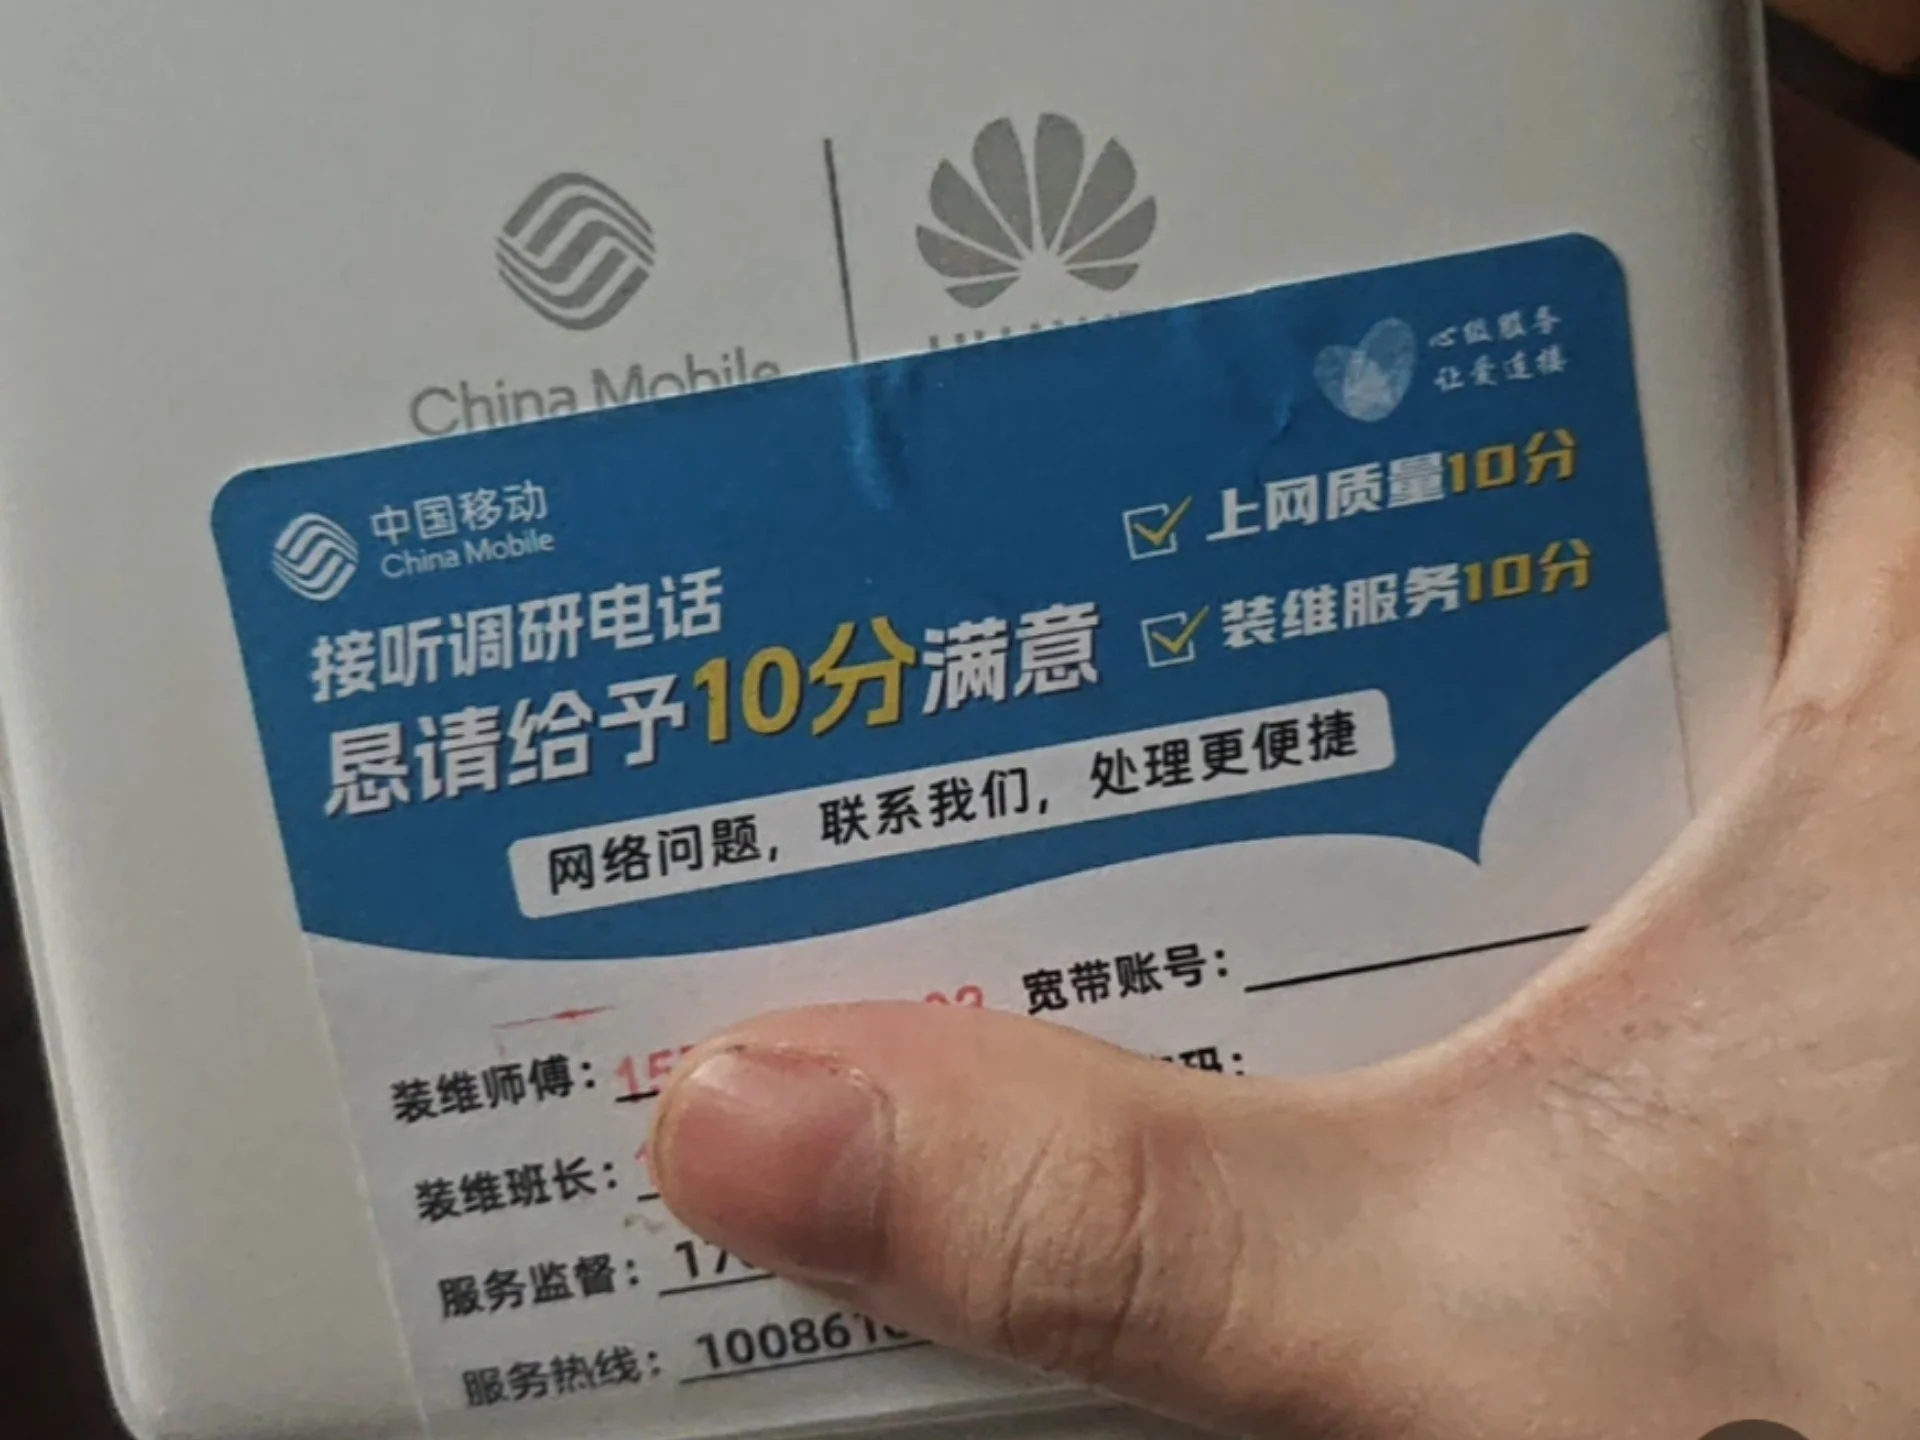 China Mobile
心级服务
让爱连接
中国移动
China Mobile
上网质量10分
装维服务10分
接听调研电话
恳请给予10分满意
网络问题，联系我们，处理更便捷
宽带账号：
装维师傅：
装维班长：
服务监督：
服务热线：100861